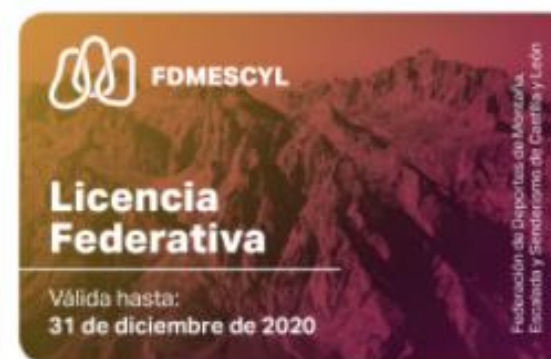 FDMESCYL
Licencia
Federativa
Válida hasta:
31 de diciembre de 2020
Federación de Deportes de Montaña,
Escalada y Senderismo de Castilla y León